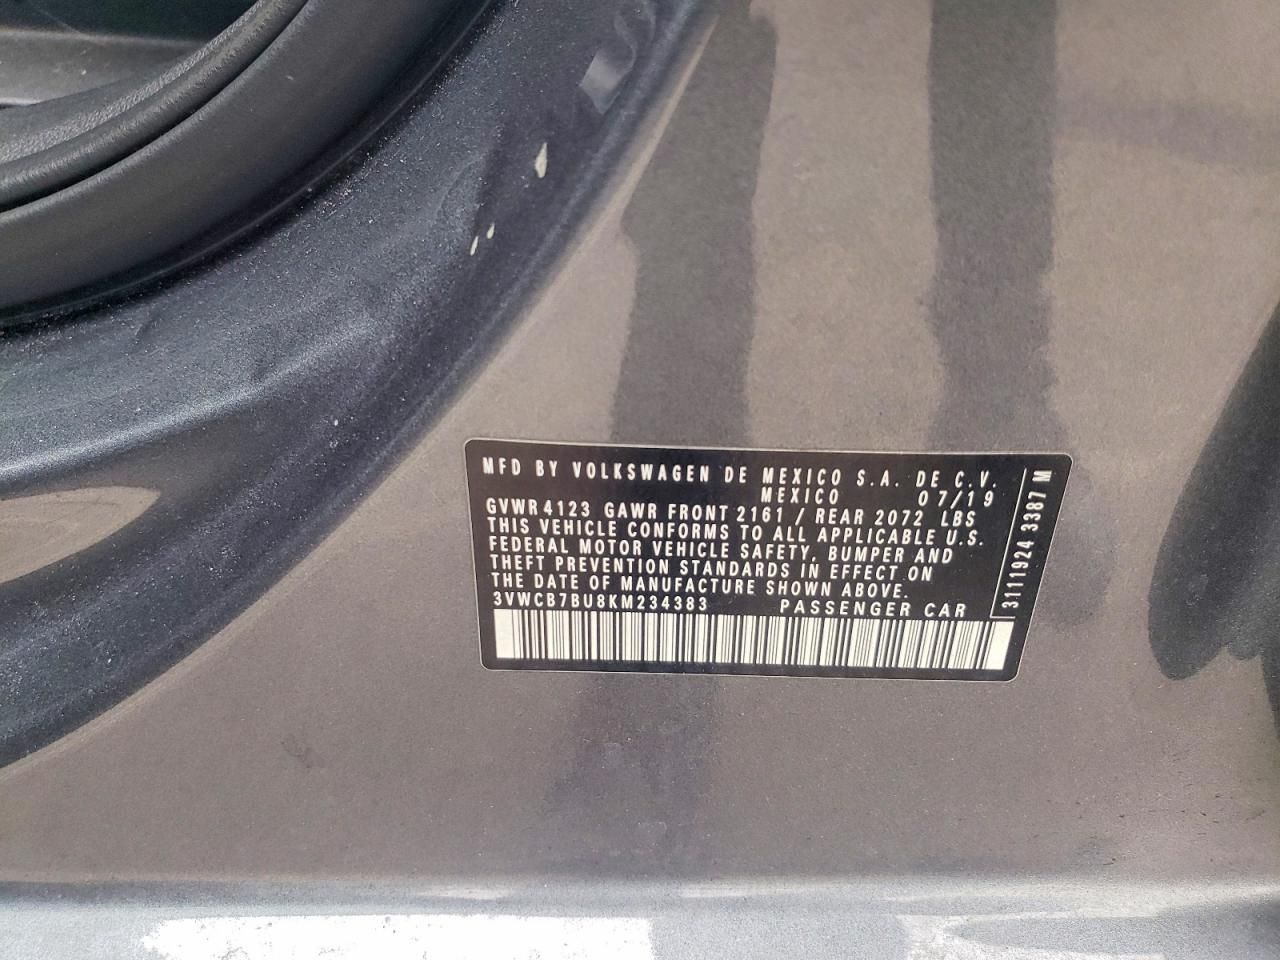 MFD BY VOLKSWAGEN DE MEXICO S.A. DE C.V.
MEXICO 07/19
GVWR 4123 GAWR FRONT 2161 / REAR 2072 LBS
THIS VEHICLE CONFORMS TO ALL APPLICABLE U.S.
FEDERAL MOTOR VEHICLE SAFETY, BUMPER AND
THEFT PREVENTION STANDARDS IN EFFECT ON
THE DATE OF MANUFACTURE SHOWN ABOVE.
3VWCB7BU8KM234383 PASSENGER CAR
3111924 3387 M